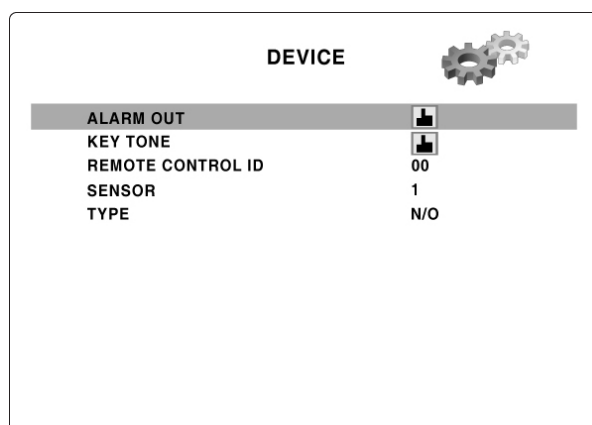 DEVICE
ALARM OUT
KEY TONE
REMOTE CONTROL ID 00
SENSOR 1
TYPE N/O